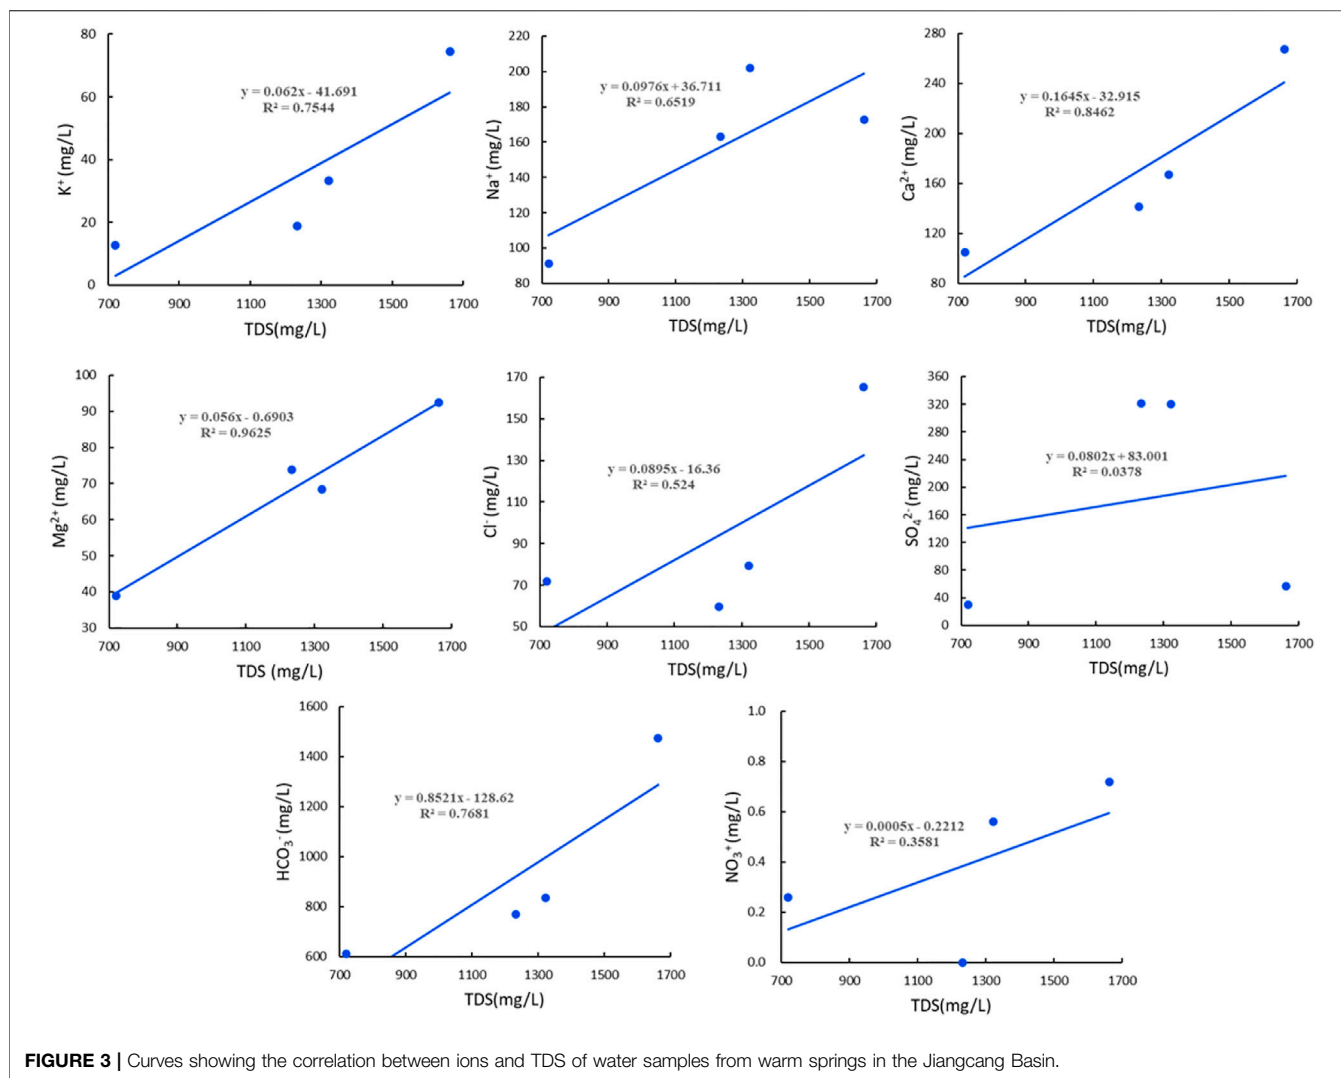 80
60
40
20
0
K⁺ (mg/L)
y = 0.062x - 41.691
R² = 0.7544
700 900 1100 1300 1500 1700
TDS(mg/L)
220
200
180
160
140
120
100
80
Na⁺ (mg/L)
y = 0.0976x + 36.711
R² = 0.6519
700 900 1100 1300 1500 1700
TDS(mg/L)
280
240
200
160
120
80
Ca²⁺ (mg/L)
y = 0.1645x - 32.915
R² = 0.8462
700 900 1100 1300 1500 1700
TDS(mg/L)
100
90
80
70
60
50
40
30
Mg²⁺ (mg/L)
y = 0.056x - 0.6903
R² = 0.9625
700 900 1100 1300 1500 1700
TDS (mg/L)
170
150
130
110
90
70
50
Cl⁻ (mg/L)
y = 0.0895x - 16.36
R² = 0.524
700 900 1100 1300 1500 1700
TDS(mg/L)
360
320
280
240
200
160
120
80
40
0
SO₄²⁻ (mg/L)
y = 0.0802x + 83.001
R² = 0.0378
700 900 1100 1300 1500 1700
TDS(mg/L)
1600
1400
1200
1000
800
600
HCO₃⁻ (mg/L)
y = 0.8521x - 128.62
R² = 0.7681
700 900 1100 1300 1500 1700
TDS(mg/L)
1.0
0.8
0.6
0.4
0.2
0.0
NO₃⁺ (mg/L)
y = 0.0005x - 0.2212
R² = 0.3581
700 900 1100 1300 1500 1700
TDS(mg/L)
FIGURE 3 | Curves showing the correlation between ions and TDS of water samples from warm springs in the Jiangcang Basin.